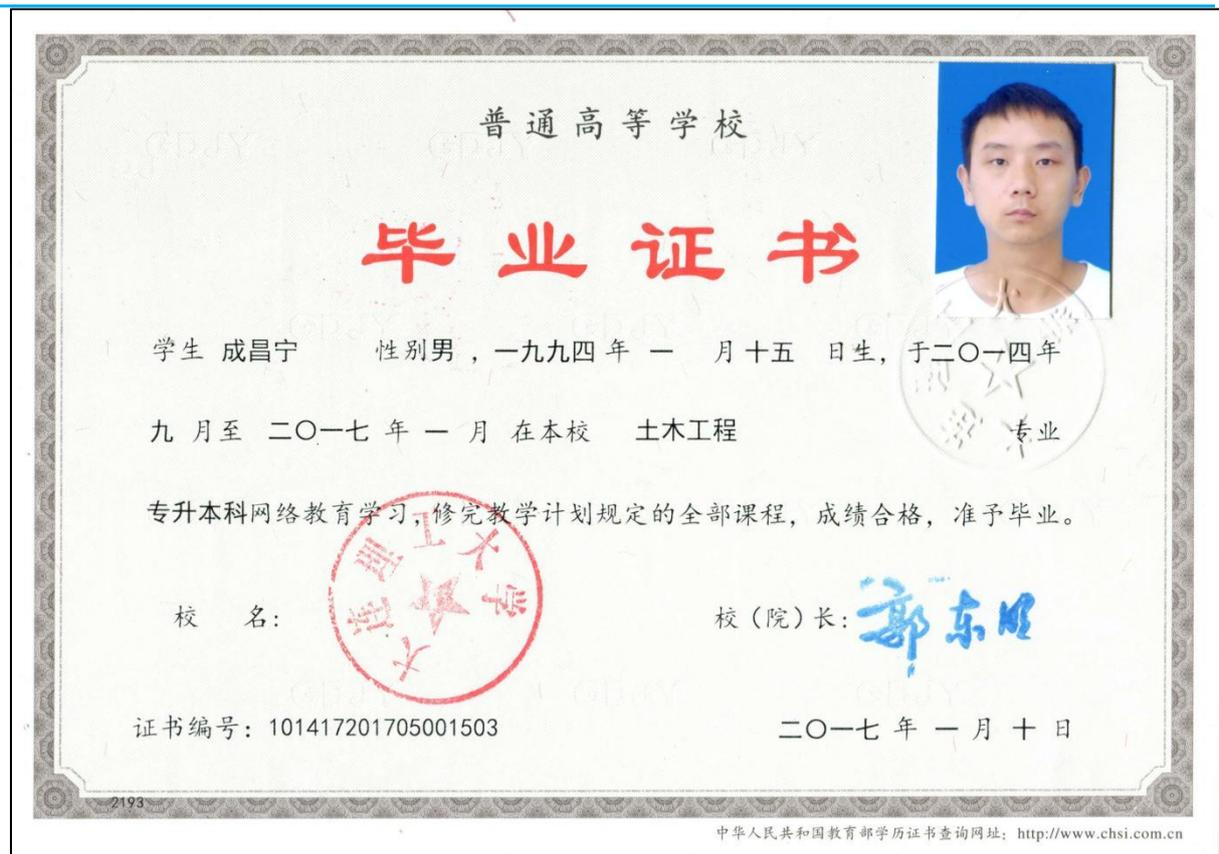 普通高等学校
毕业证书
学生 成昌宁 性别男，一九九四 年 一 月十五 日生，于二〇一四年
九 月至 二〇一七 年 一 月 在本校 土木工程 专业
专升本科网络教育学习，修完教学计划规定的全部课程，成绩合格，准予毕业。
大连理工大学
校 名：
校（院）长：郭东明
证书编号：101417201705001503
二〇一七 年 一 月 十 日
2193
中华人民共和国教育部学历证书查询网址：http://www.chsi.com.cn